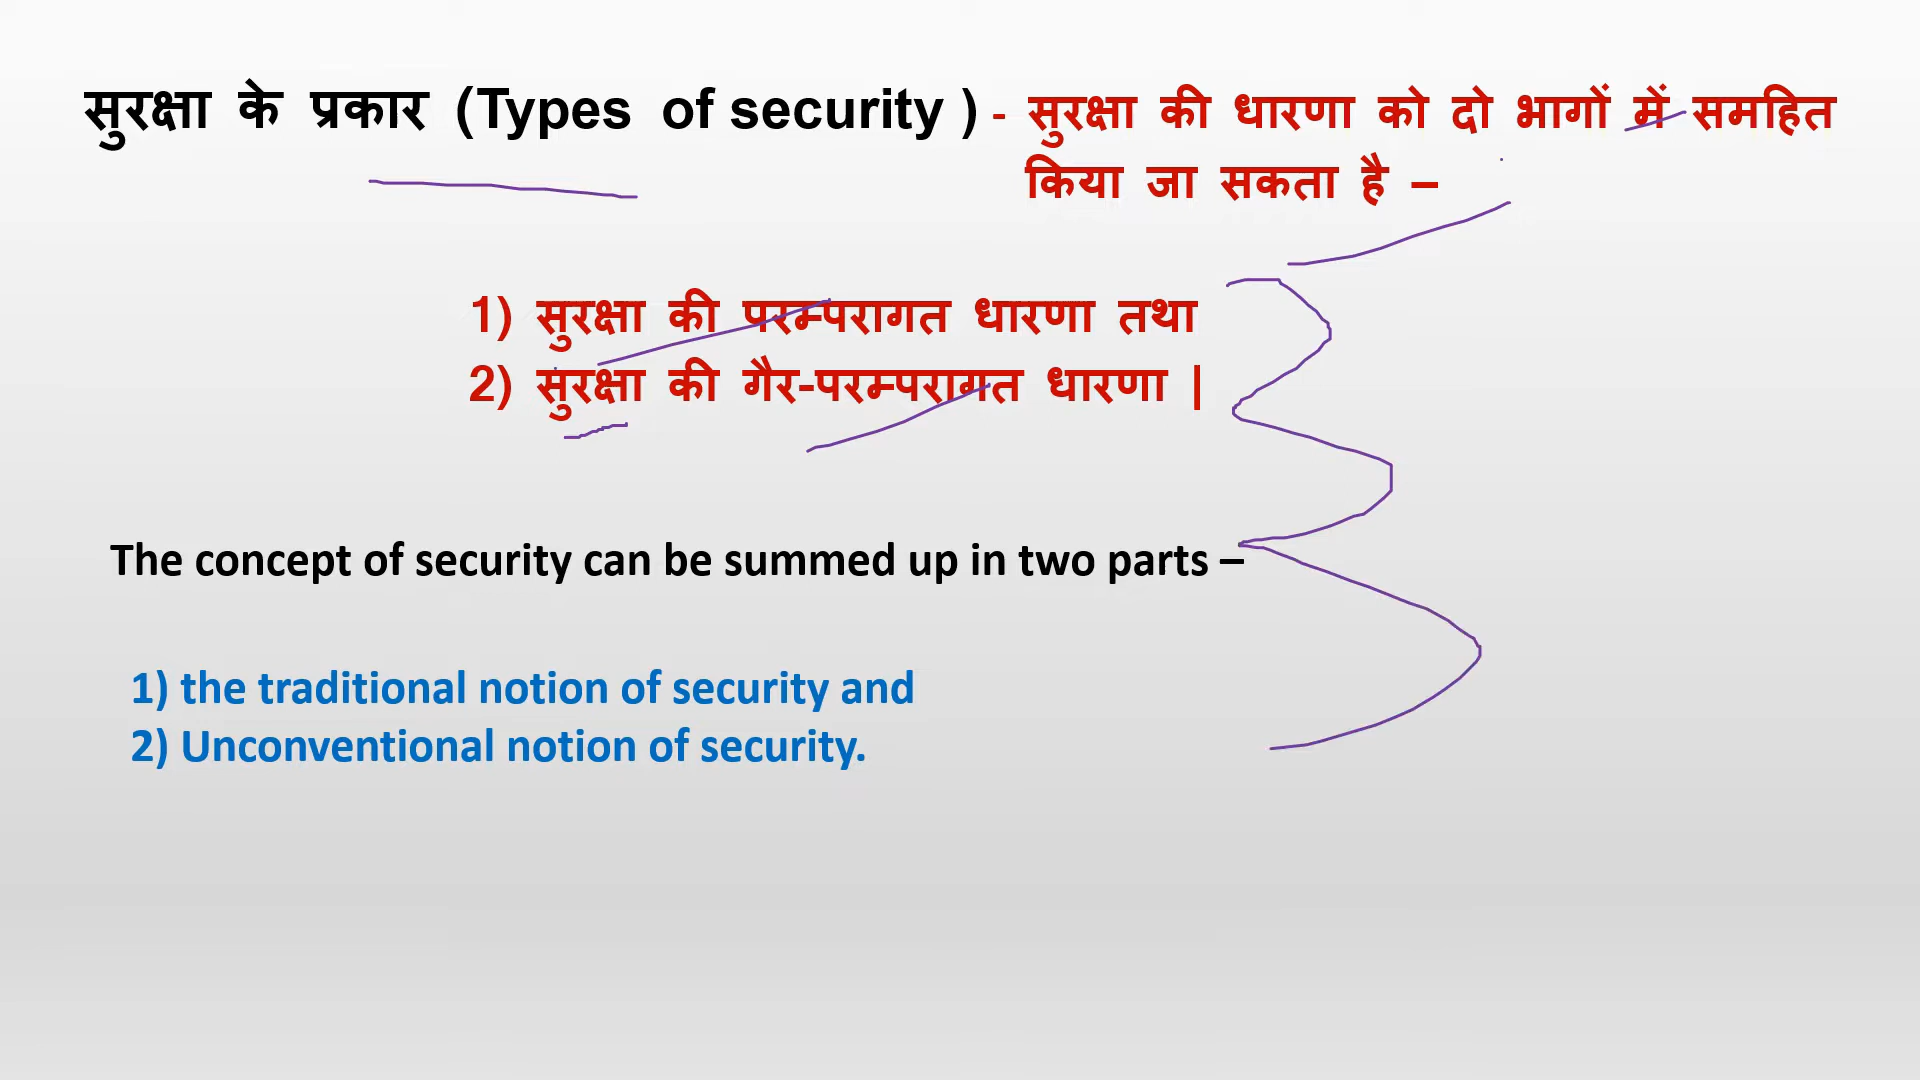 सुरक्षा के प्रकार (Types of security ) - सुरक्षा की धारणा को दो भागों में समहित
किया जा सकता है –
1) सुरक्षा की परम्परागत धारणा तथा
2) सुरक्षा की गैर-परम्परागत धारणा |
The concept of security can be summed up in two parts –
1) the traditional notion of security and
2) Unconventional notion of security.